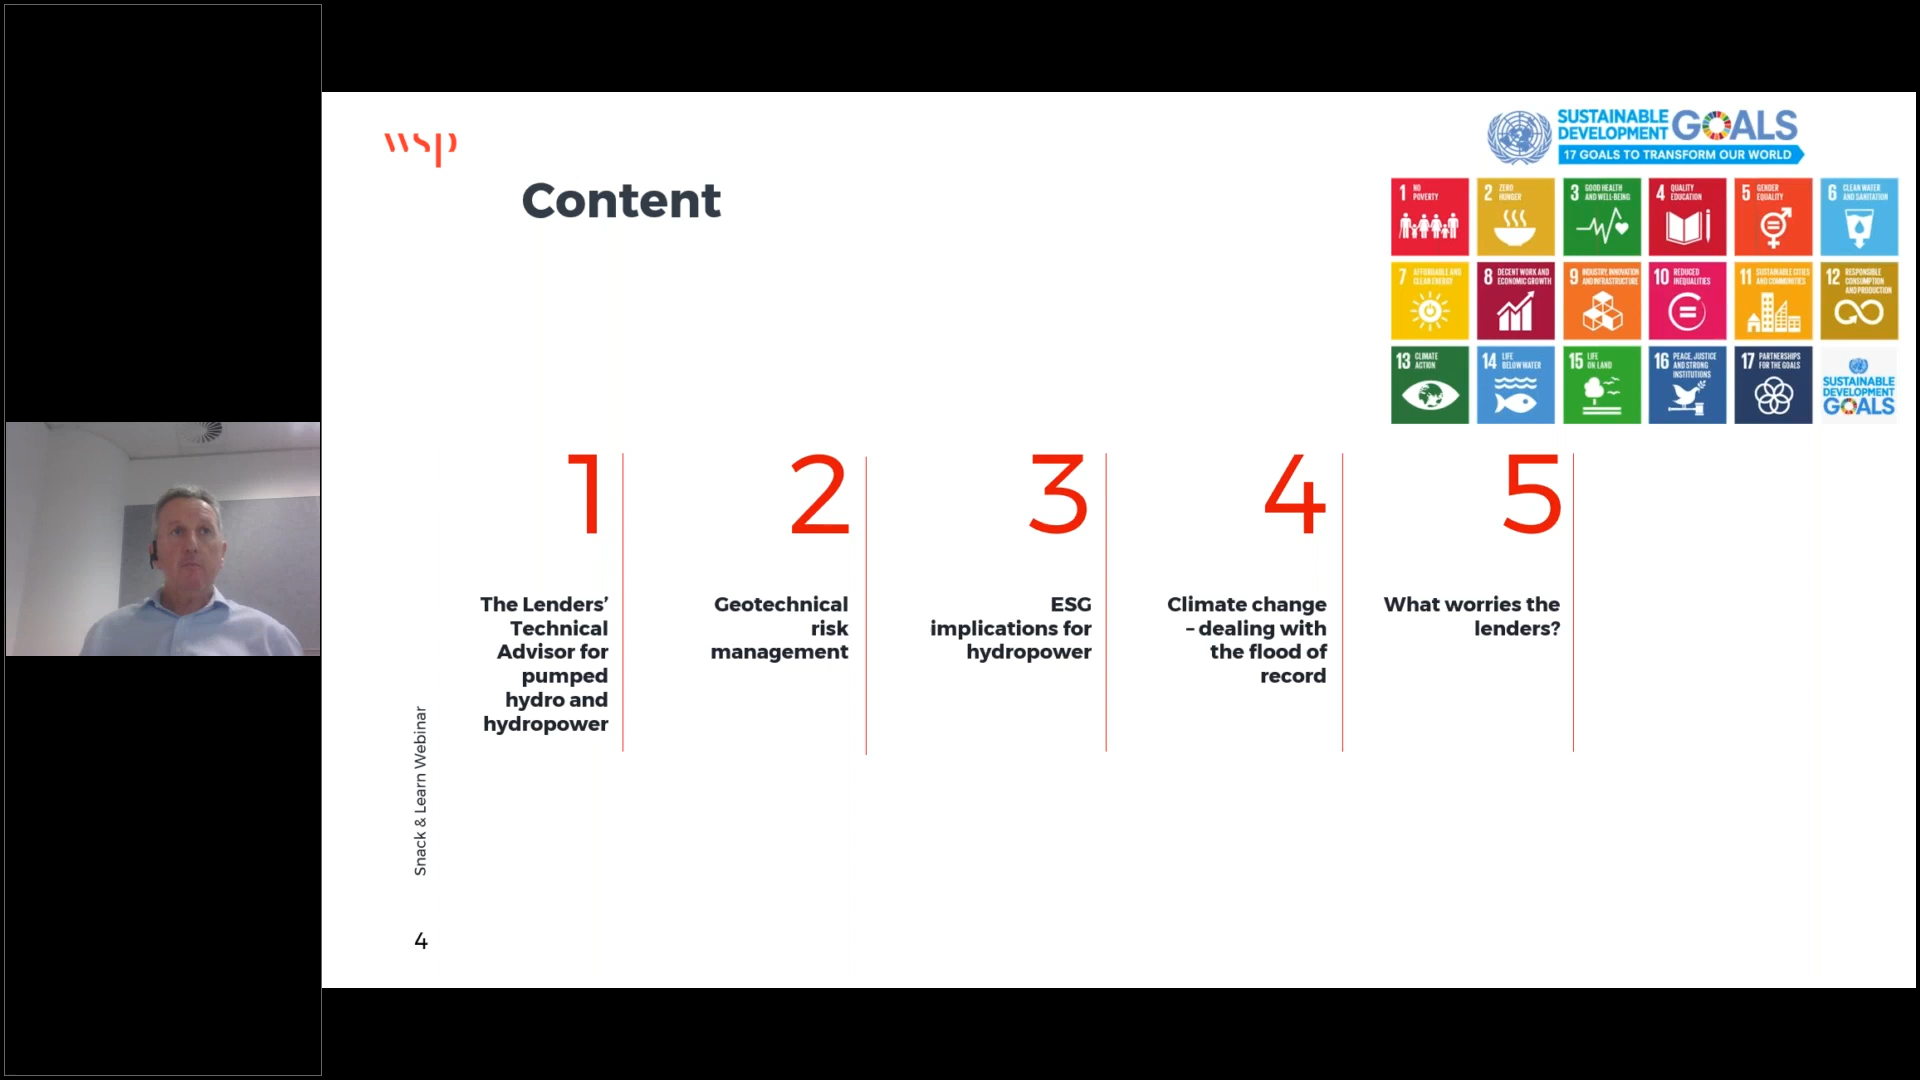 wsp
Content
SUSTAINABLE
DEVELOPMENT GOALS
17 GOALS TO TRANSFORM OUR WORLD
1 NO
POVERTY
2 ZERO
HUNGER
3 GOOD HEALTH
AND WELL-BEING
4 QUALITY
EDUCATION
5 GENDER
EQUALITY
6 CLEAN WATER
AND SANITATION
7 AFFORDABLE AND
CLEAN ENERGY
8 DECENT WORK AND
ECONOMIC GROWTH
9 INDUSTRY, INNOVATION
AND INFRASTRUCTURE
10 REDUCED
INEQUALITIES
11 SUSTAINABLE CITIES
AND COMMUNITIES
12 RESPONSIBLE
CONSUMPTION
AND PRODUCTION
13 CLIMATE
ACTION
14 LIFE
BELOW WATER
15 LIFE
ON LAND
16 PEACE, JUSTICE
AND STRONG
INSTITUTIONS
17 PARTNERSHIPS
FOR THE GOALS
SUSTAINABLE
DEVELOPMENT
GOALS
1
The Lenders’
Technical
Advisor for
pumped
hydro and
hydropower
2
Geotechnical
risk
management
3
ESG
implications for
hydropower
4
Climate change
– dealing with
the flood of
record
5
What worries the
lenders?
Snack & Learn Webinar
4